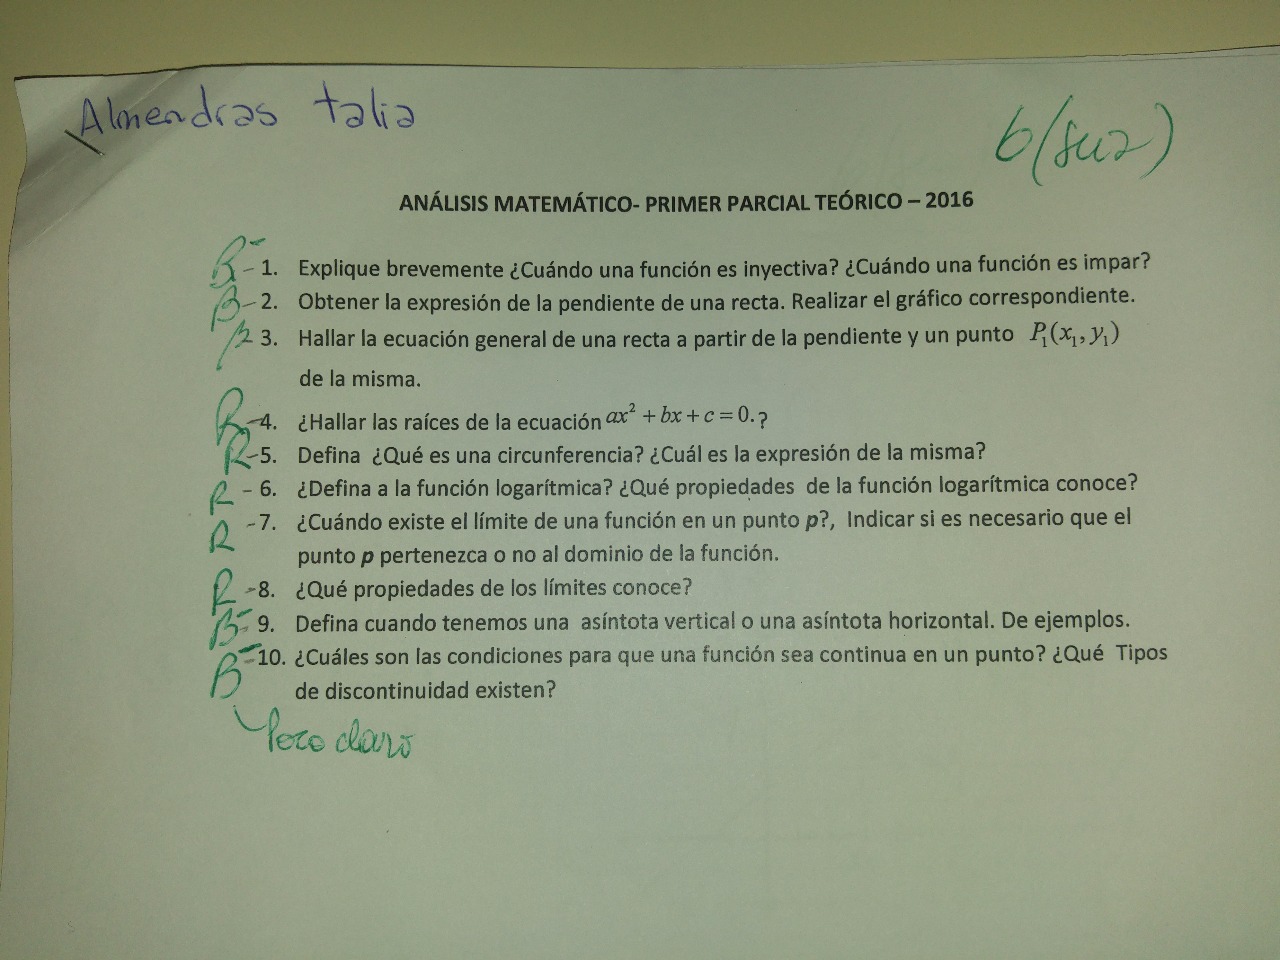 Almendras talia
6 (seis)
ANÁLISIS MATEMÁTICO- PRIMER PARCIAL TEÓRICO – 2016
B⁻ - 1. Explique brevemente ¿Cuándo una función es inyectiva? ¿Cuándo una función es impar?
B - 2. Obtener la expresión de la pendiente de una recta. Realizar el gráfico correspondiente.
3. Hallar la ecuación general de una recta a partir de la pendiente y un punto P₁(x₁, y₁)
de la misma.
R - 4. ¿Hallar las raíces de la ecuación ax² + bx + c = 0. ?
R - 5. Defina ¿Qué es una circunferencia? ¿Cuál es la expresión de la misma?
R - 6. ¿Defina a la función logarítmica? ¿Qué propiedades de la función logarítmica conoce?
R - 7. ¿Cuándo existe el límite de una función en un punto p?, Indicar si es necesario que el
punto p pertenezca o no al dominio de la función.
R - 8. ¿Qué propiedades de los límites conoce?
B⁻ - 9. Defina cuando tenemos una asíntota vertical o una asíntota horizontal. De ejemplos.
B⁻ - 10. ¿Cuáles son las condiciones para que una función sea continua en un punto? ¿Qué Tipos
de discontinuidad existen?
Poco claro